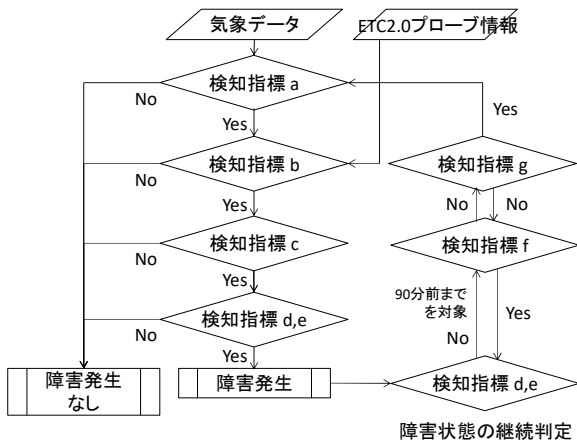 気象データ
ETC2.0プローブ情報
検知指標 a
No
Yes
Yes
検知指標 b
検知指標 g
No
Yes
No
No
検知指標 c
検知指標 f
No
Yes
90分前まで
を対象
検知指標 d,e
Yes
No
No
Yes
障害発生
なし
障害発生
検知指標 d,e
障害状態の継続判定